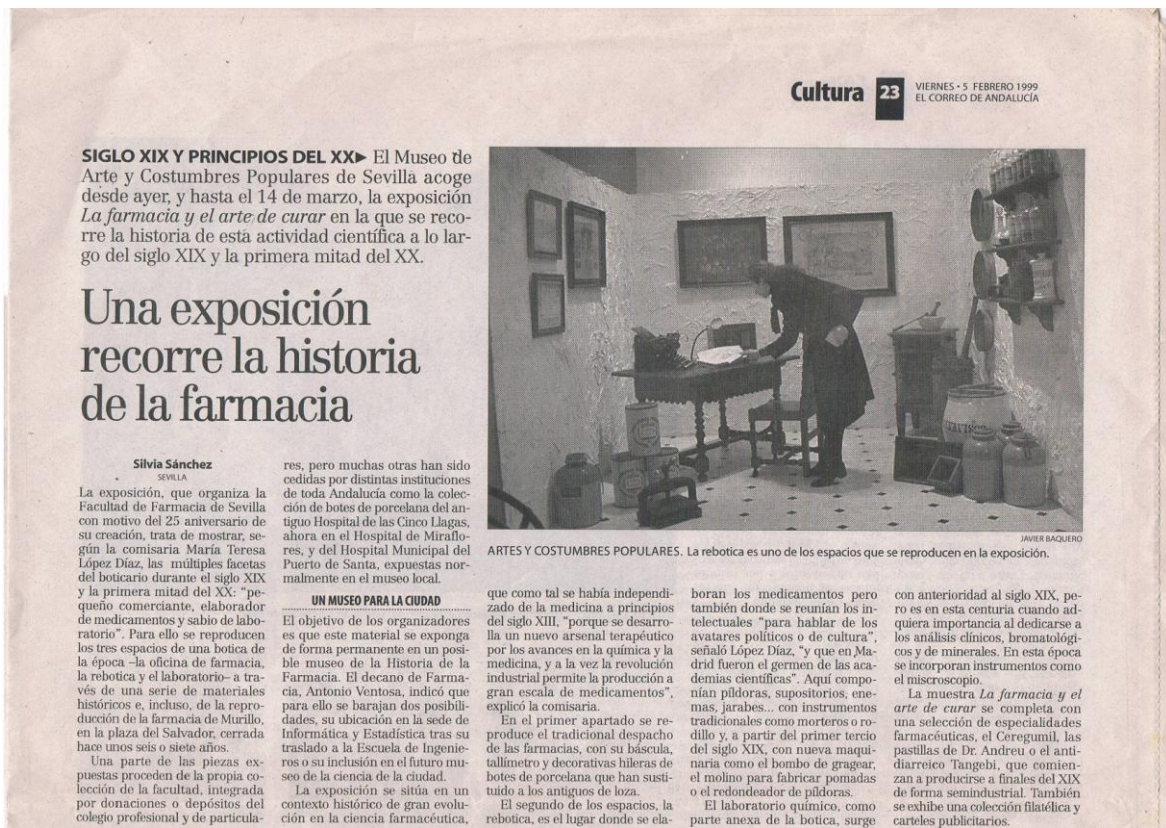 Cultura 23 VIERNES • 5 FEBRERO 1999
EL CORREO DE ANDALUCÍA
SIGLO XIX Y PRINCIPIOS DEL XX► El Museo de
Arte y Costumbres Populares de Sevilla acoge
desde ayer, y hasta el 14 de marzo, la exposición
La farmacia y el arte de curar en la que se reco-
rre la historia de esta actividad científica a lo lar-
go del siglo XIX y la primera mitad del XX.
Una exposición
recorre la historia
de la farmacia
Silvia Sánchez
SEVILLA
La exposición, que organiza la
Facultad de Farmacia de Sevilla
con motivo del 25 aniversario de
su creación, trata de mostrar, se-
gún la comisaria María Teresa
López Díaz, las múltiples facetas
del boticario durante el siglo XIX
y la primera mitad del XX: “pe-
queño comerciante, elaborador
de medicamentos y sabio de labo-
ratorio”. Para ello se reproducen
los tres espacios de una botica de
la época –la oficina de farmacia,
la rebotica y el laboratorio– a tra-
vés de una serie de materiales
históricos e, incluso, de la repro-
ducción de la farmacia de Murillo,
en la plaza del Salvador, cerrada
hace unos seis o siete años.
Una parte de las piezas ex-
puestas proceden de la propia co-
lección de la facultad, integrada
por donaciones o depósitos del
colegio profesional y de particula-
res, pero muchas otras han sido
cedidas por distintas instituciones
de toda Andalucía como la colec-
ción de botes de porcelana del an-
tiguo Hospital de las Cinco Llagas,
ahora en el Hospital de Miraflo-
res, y del Hospital Municipal del
Puerto de Santa, expuestas nor-
malmente en el museo local.
UN MUSEO PARA LA CIUDAD
El objetivo de los organizadores
es que este material se exponga
de forma permanente en un posi-
ble museo de la Historia de la
Farmacia. El decano de Farma-
cia, Antonio Ventosa, indicó que
para ello se barajan dos posibili-
dades, su ubicación en la sede de
Informática y Estadística tras su
traslado a la Escuela de Ingenie-
ros o su inclusión en el futuro mu-
seo de la ciencia de la ciudad.
La exposición se sitúa en un
contexto histórico de gran evolu-
ción en la ciencia farmacéutica,
JAVIER BAQUERO
ARTES Y COSTUMBRES POPULARES. La rebotica es uno de los espacios que se reproducen en la exposición.
que como tal se había independi-
zado de la medicina a principios
del siglo XIII, “porque se desarro-
lla un nuevo arsenal terapéutico
por los avances en la química y la
medicina, y a la vez la revolución
industrial permite la producción a
gran escala de medicamentos”,
explicó la comisaria.
En el primer apartado se re-
produce el tradicional despacho
de las farmacias, con su báscula,
tallímetro y decorativas hileras de
botes de porcelana que han susti-
tuido a los antiguos de loza.
El segundo de los espacios, la
rebotica, es el lugar donde se ela-
boran los medicamentos pero
también donde se reunían los in-
telectuales “para hablar de los
avatares políticos o de cultura”,
señaló López Díaz, “y que en Ma-
drid fueron el germen de las aca-
demias científicas”. Aquí compo-
nían píldoras, supositorios, ene-
mas, jarabes... con instrumentos
tradicionales como morteros o ro-
dillo y, a partir del primer tercio
del siglo XIX, con nueva maqui-
naria como el bombo de gragear,
el molino para fabricar pomadas
o el redondeador de píldoras.
El laboratorio químico, como
parte anexa de la botica, surge
con anterioridad al siglo XIX, pe-
ro es en esta centuria cuando ad-
quiera importancia al dedicarse a
los análisis clínicos, bromatológi-
cos y de minerales. En esta época
se incorporan instrumentos como
el miscroscopio.
La muestra La farmacia y el
arte de curar se completa con
una selección de especialidades
farmacéuticas, el Ceregumil, las
pastillas de Dr. Andreu o el anti-
diarreico Tangebi, que comien-
zan a producirse a finales del XIX
de forma semindustrial. También
se exhibe una colección filatélica y
carteles publicitarios.